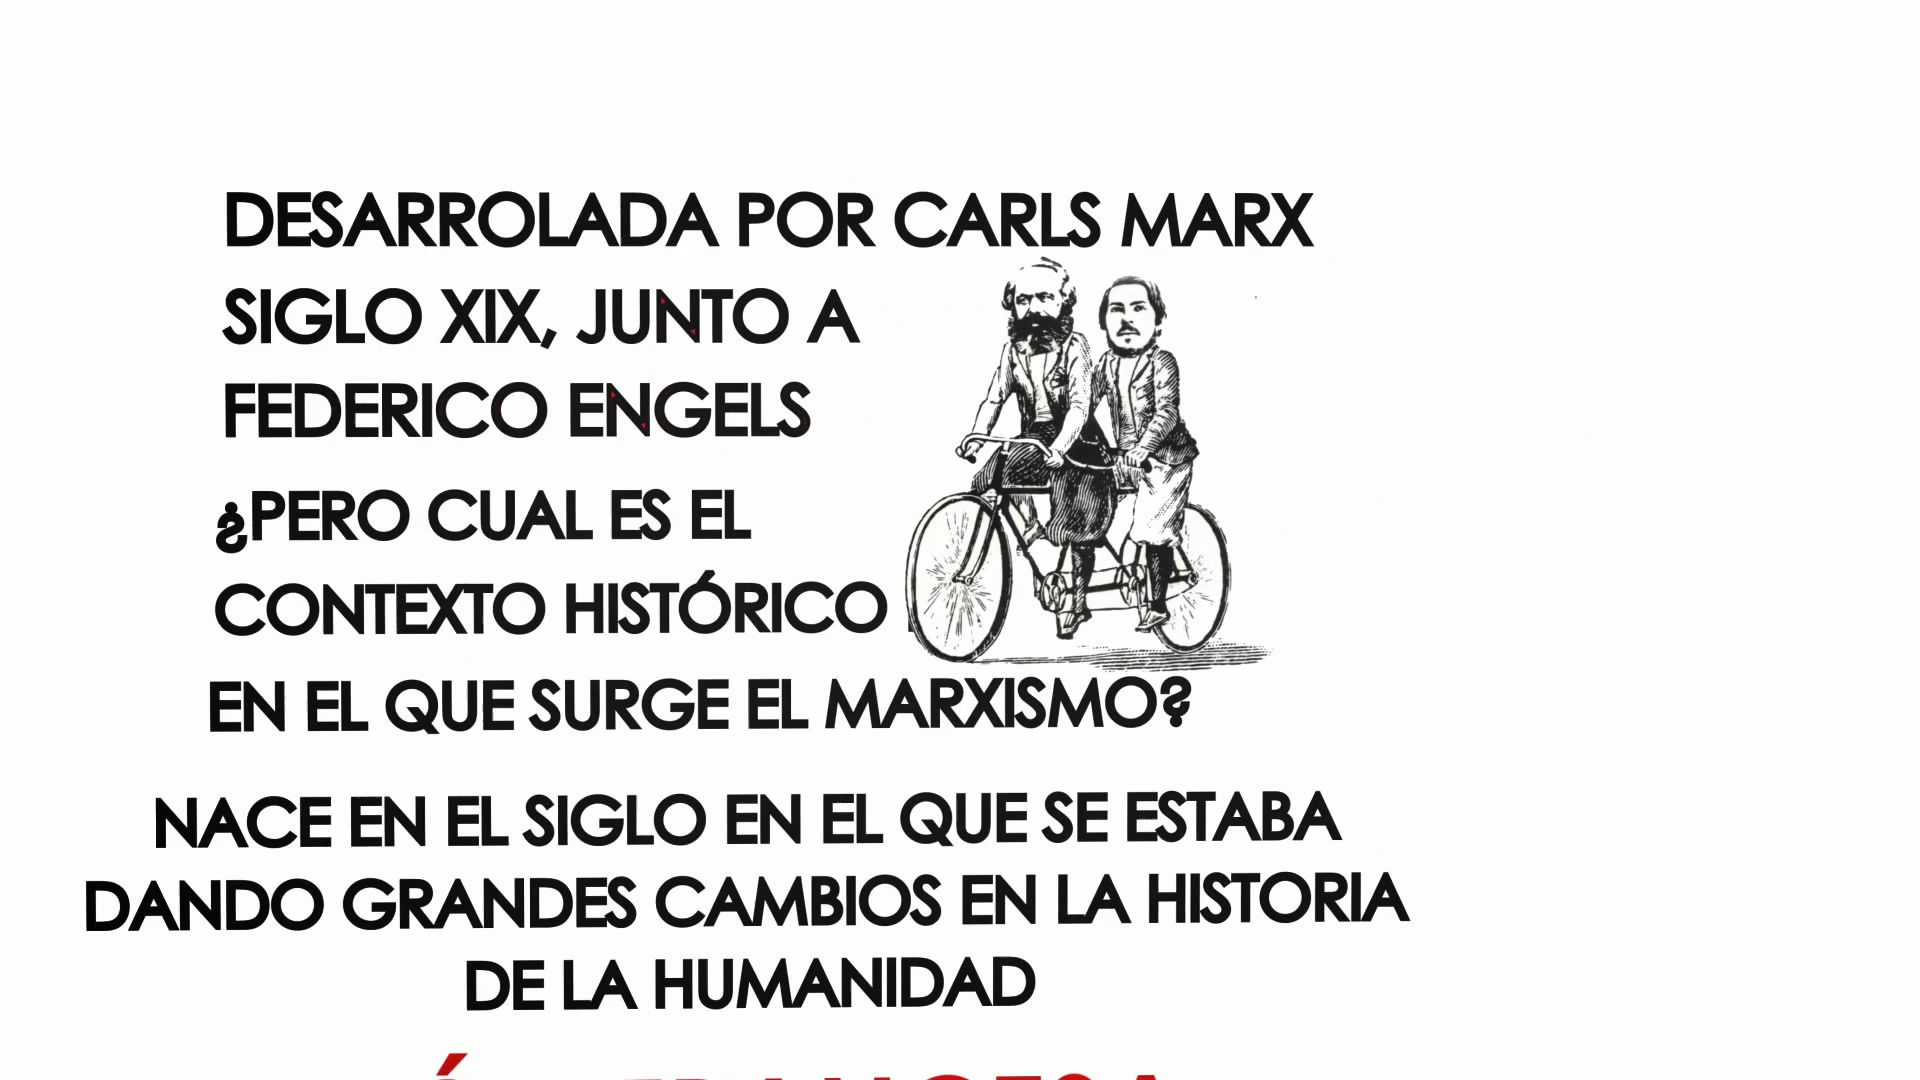 DESARROLADA POR CARLS MARX
SIGLO XIX, JUNTO A
FEDERICO ENGELS
¿PERO CUAL ES EL
CONTEXTO HISTÓRICO
EN EL QUE SURGE EL MARXISMO?
NACE EN EL SIGLO EN EL QUE SE ESTABA
DANDO GRANDES CAMBIOS EN LA HISTORIA
DE LA HUMANIDAD